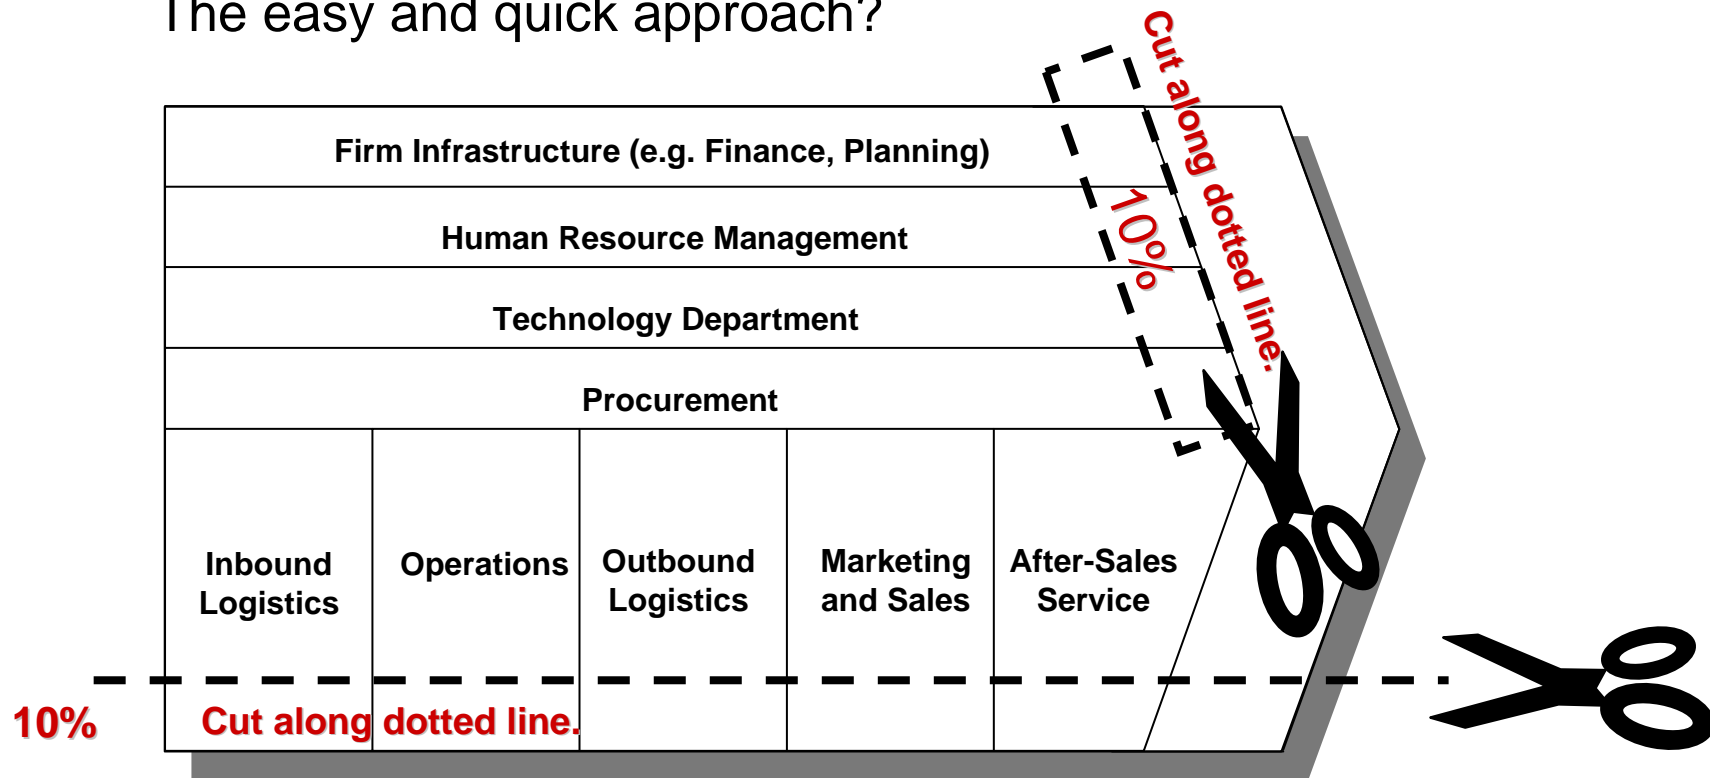 The easy and quick approach?
Cut along dotted line.
Firm Infrastructure (e.g. Finance, Planning)
10%
Human Resource Management
Technology Department
Procurement
Inbound
Logistics
Operations
Outbound
Logistics
Marketing
and Sales
After-Sales
Service
10%
Cut along dotted line.